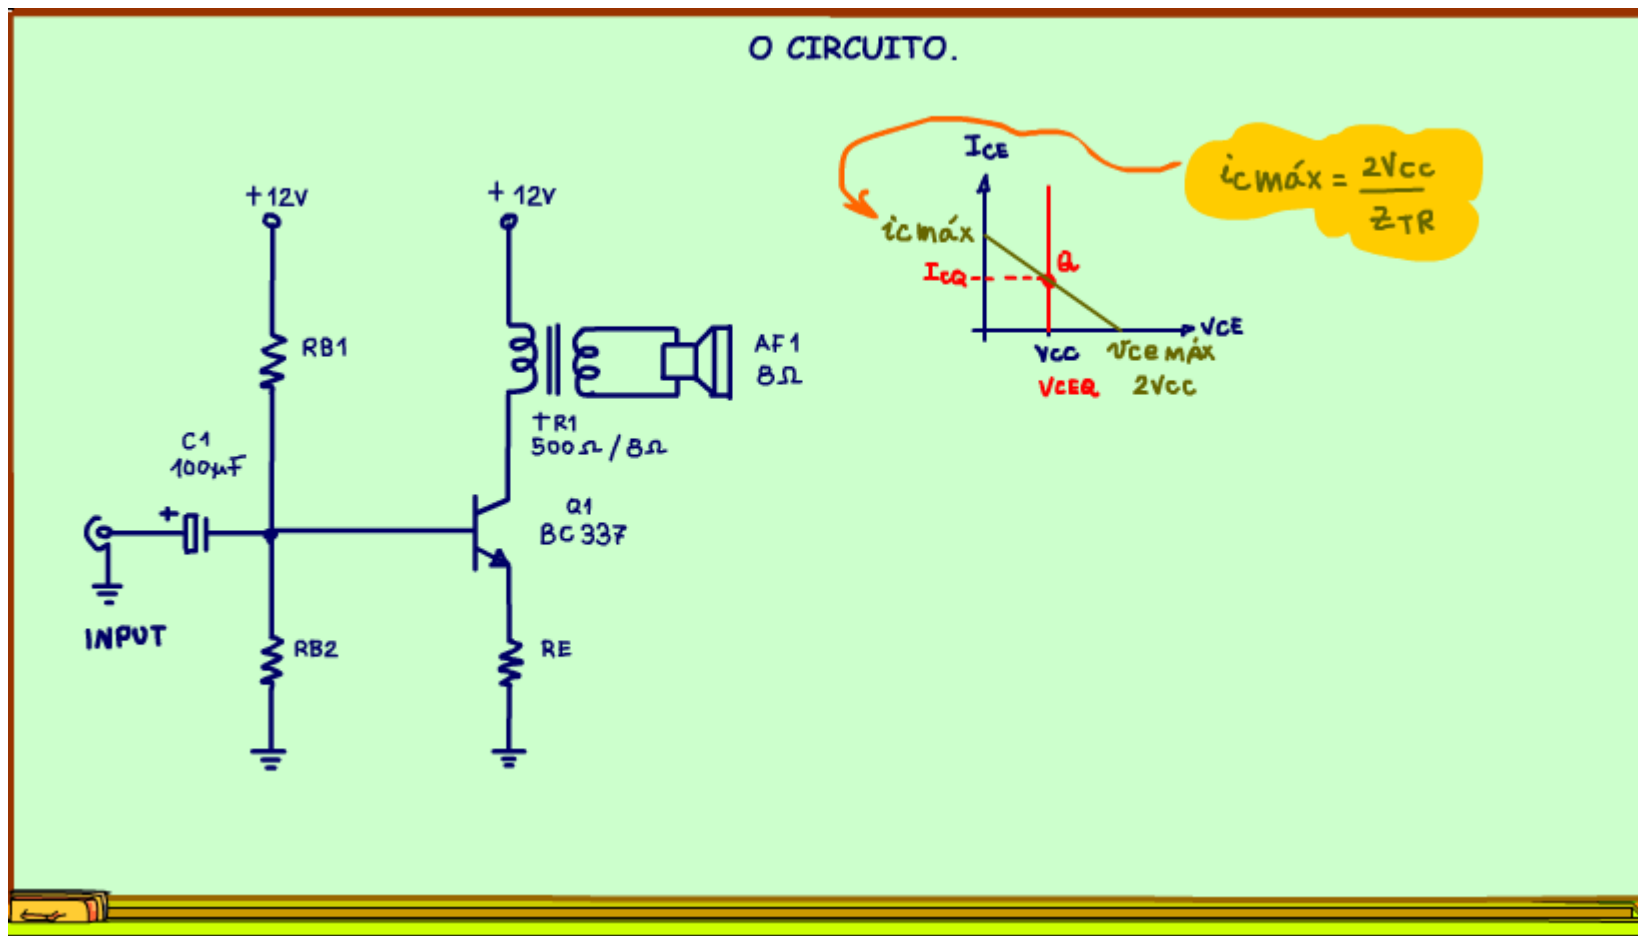 O CIRCUITO.
+12V
+12V
RB1
C1
100µF
+
INPUT
RB2
TR1
500Ω/8Ω
AF1
8Ω
Q1
BC337
RE
ICE
icmáx
ICQ
Q
VCE
VCC
VCEQ
vce MÁX
2VCC
icmáx = 2VCC
ZTR